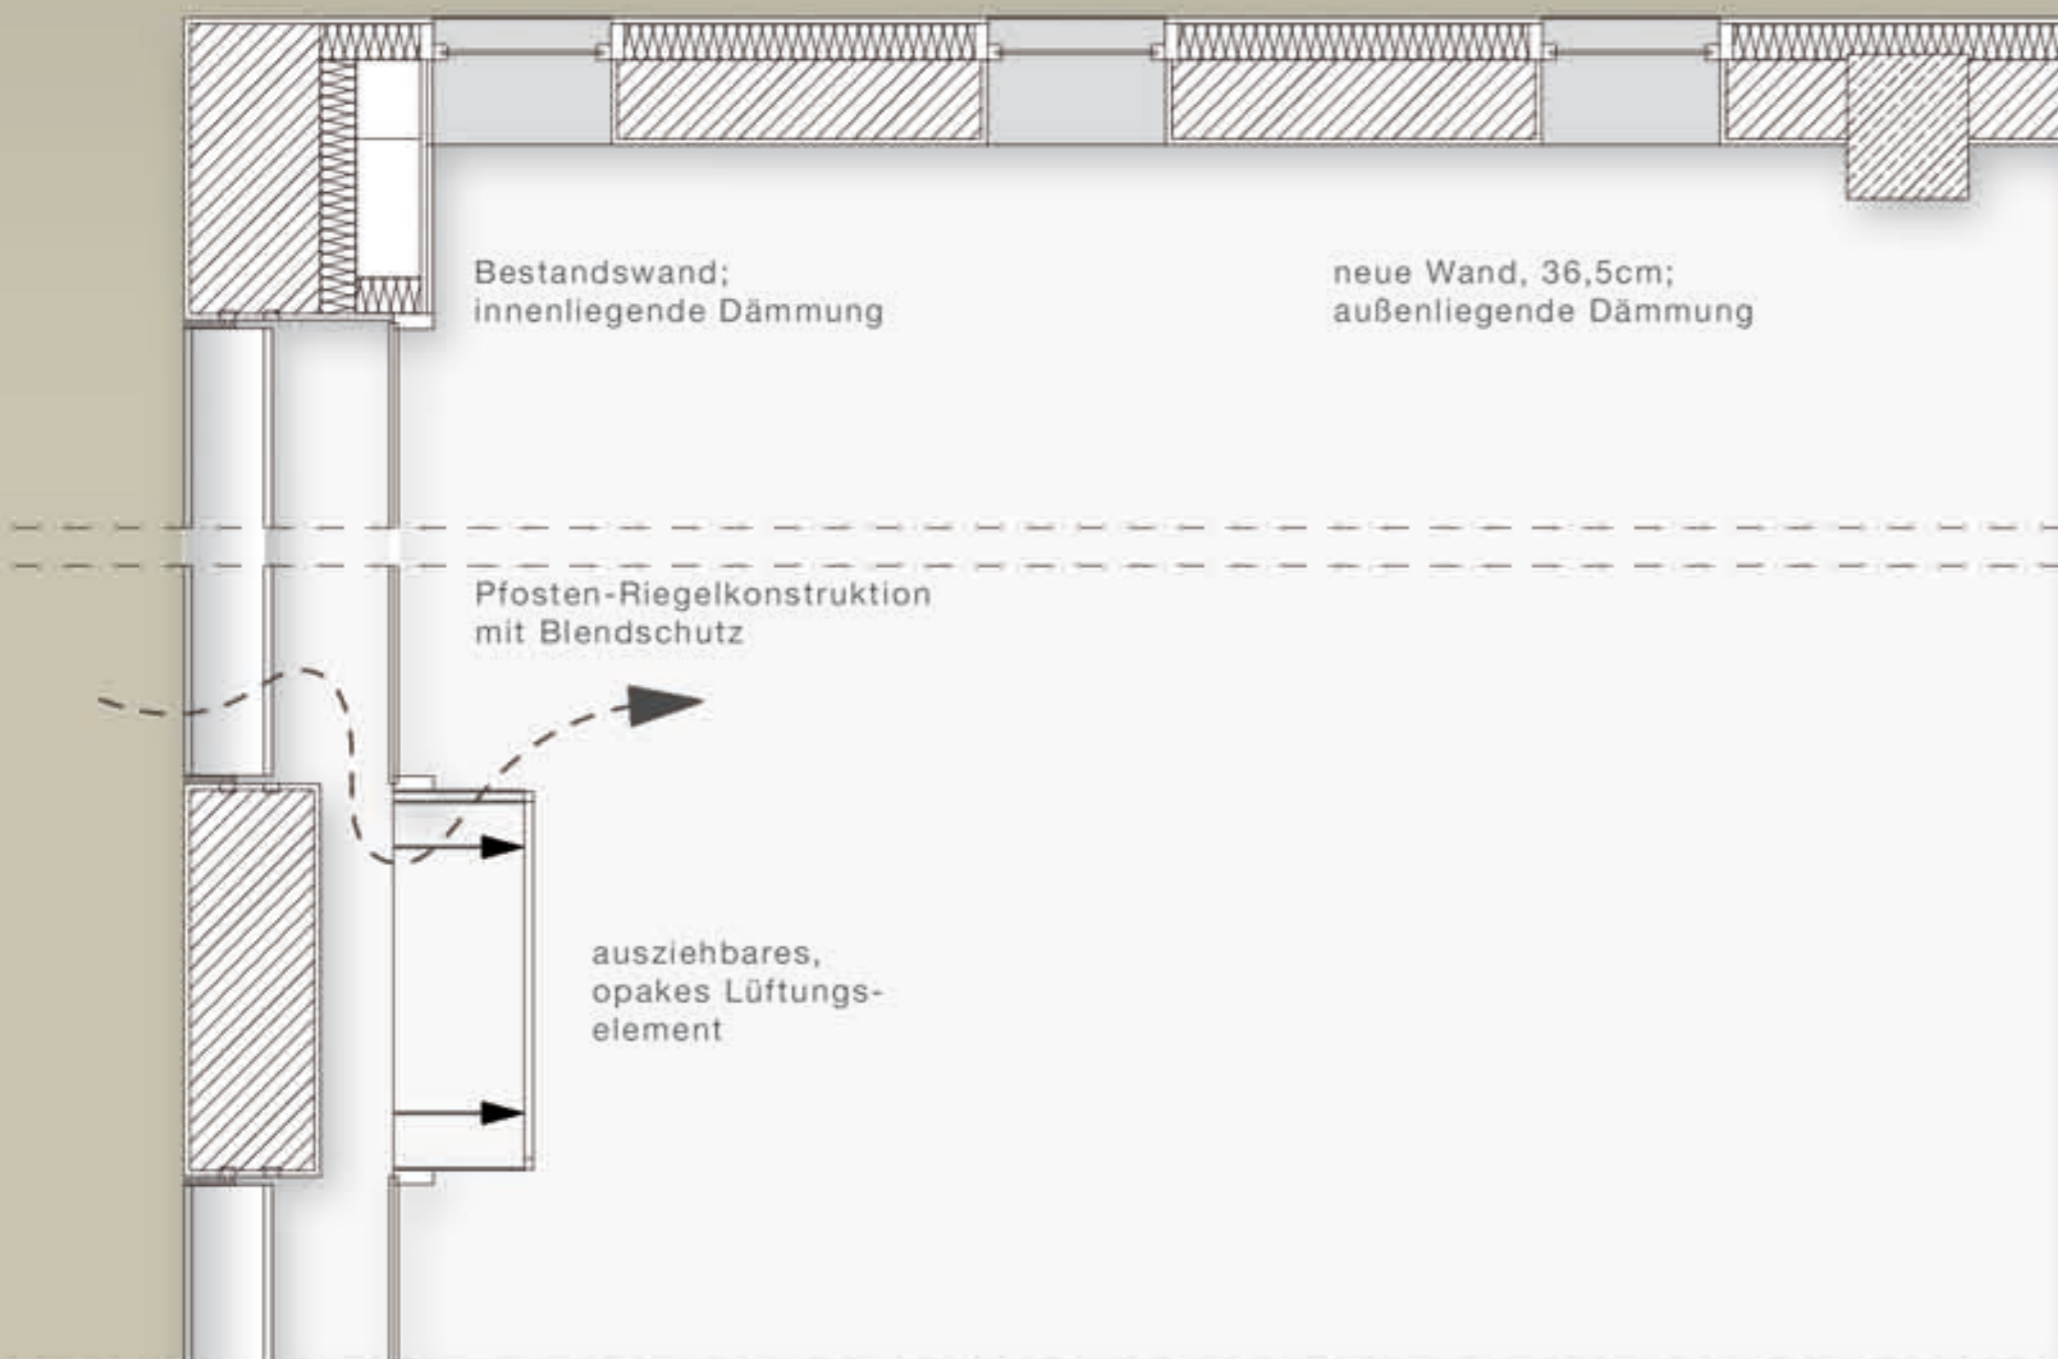 Bestandswand;
innenliegende Dämmung
neue Wand, 36,5cm;
außenliegende Dämmung
Pfosten-Riegelkonstruktion
mit Blendschutz
ausziehbares,
opakes Lüftungs-
element